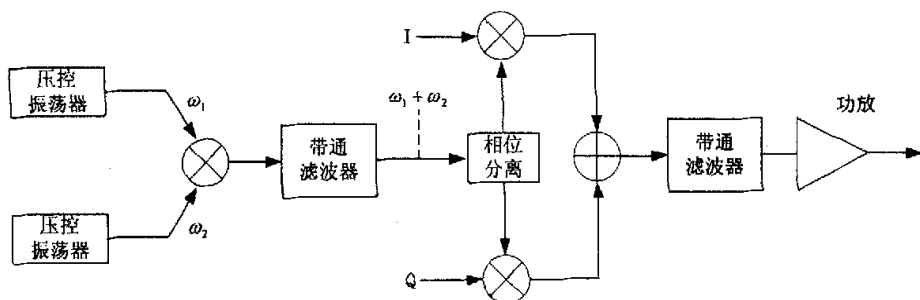 压控
振荡器
ω₁
压控
振荡器
ω₂
带通
滤波器
ω₁ + ω₂
相位
分离
I
Q
带通
滤波器
功放